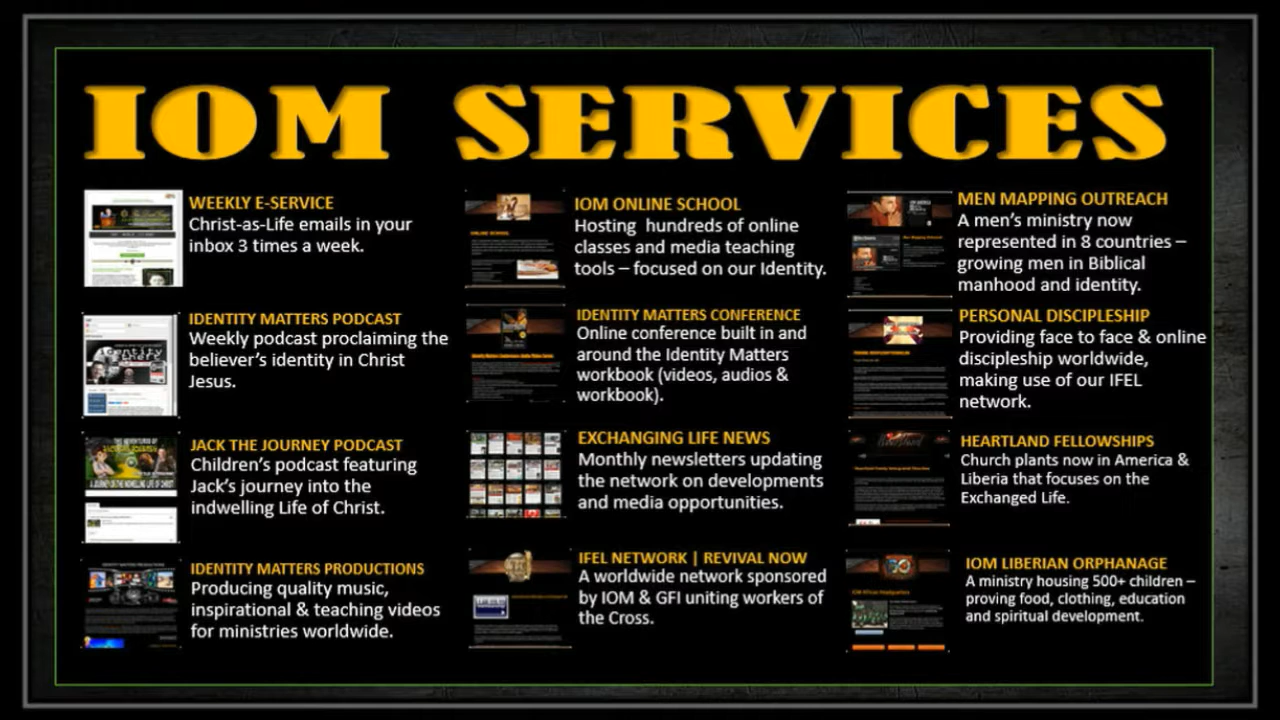 IOM SERVICES
WEEKLY E-SERVICE
Christ-as-Life emails in your
inbox 3 times a week.
IDENTITY MATTERS PODCAST
Weekly podcast proclaiming the
believer's identity in Christ
Jesus.
JACK THE JOURNEY PODCAST
Children's podcast featuring
Jack's journey into the
indwelling Life of Christ.
IDENTITY MATTERS PRODUCTIONS
Producing quality music,
inspirational & teaching videos
for ministries worldwide.
IOM ONLINE SCHOOL
Hosting hundreds of online
classes and media teaching
tools – focused on our Identity.
IDENTITY MATTERS CONFERENCE
Online conference built in and
around the Identity Matters
workbook (videos, audios &
workbook).
EXCHANGING LIFE NEWS
Monthly newsletters updating
the network on developments
and media opportunities.
IFEL NETWORK | REVIVAL NOW
A worldwide network sponsored
by IOM & GFI uniting workers of
the Cross.
MEN MAPPING OUTREACH
A men's ministry now
represented in 8 countries –
growing men in Biblical
manhood and identity.
PERSONAL DISCIPLESHIP
Providing face to face & online
discipleship worldwide,
making use of our IFEL
network.
HEARTLAND FELLOWSHIPS
Church plants now in America &
Liberia that focuses on the
Exchanged Life.
IOM LIBERIAN ORPHANAGE
A ministry housing 500+ children –
proving food, clothing, education
and spiritual development.